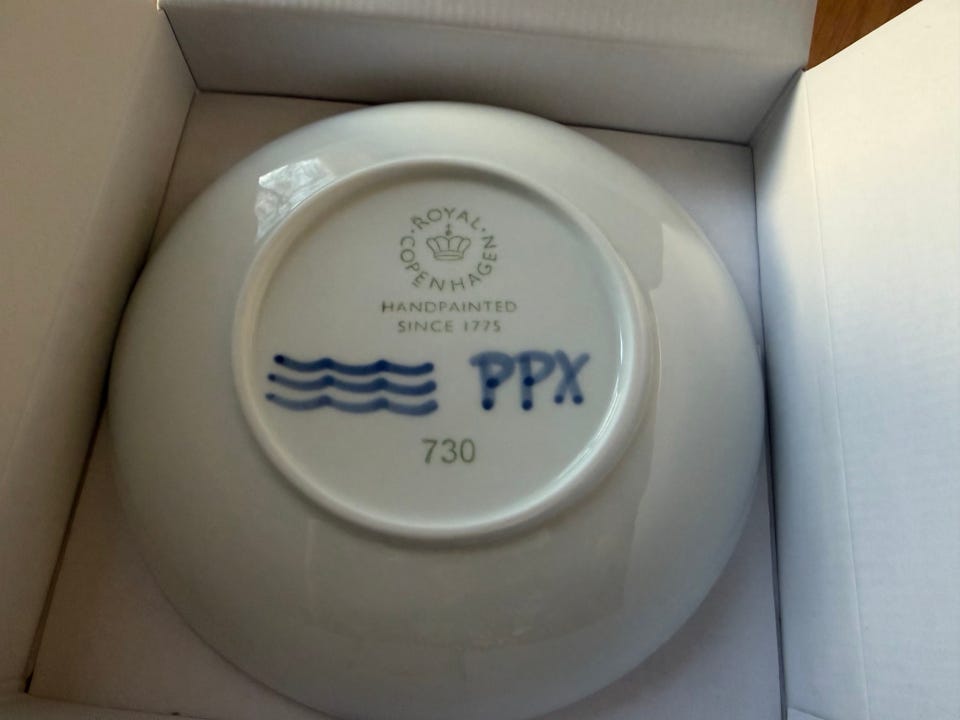 ROYAL COPENHAGEN
HANDPAINTED
SINCE 1775
PPX
730